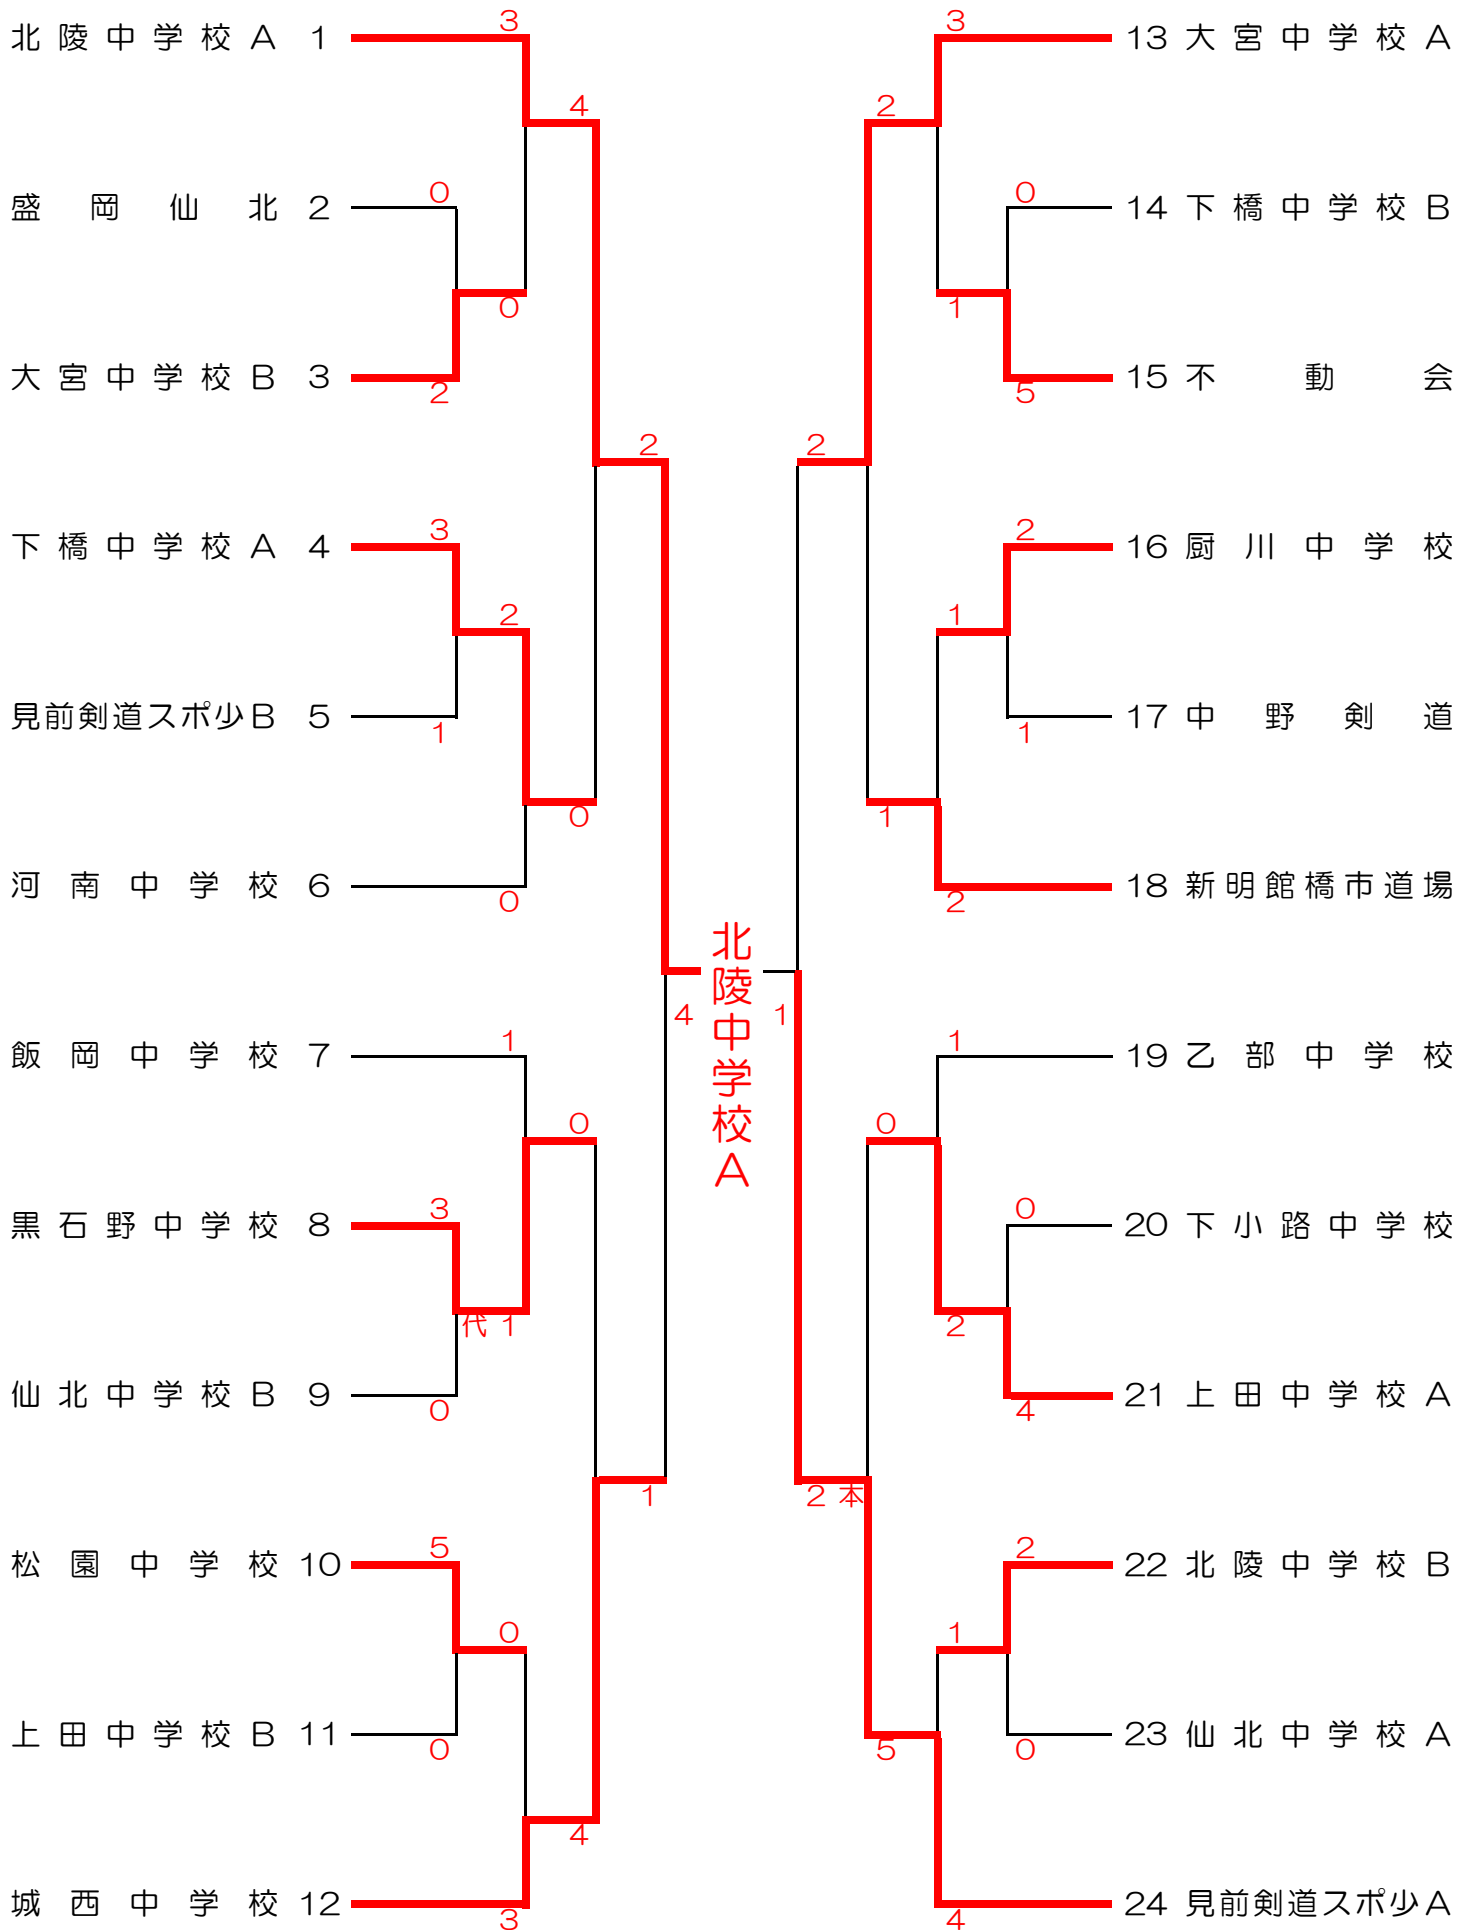 北陵中学校A 1
盛岡仙北 2
大宮中学校B 3
下橋中学校A 4
見前剣道スポ少B 5
河南中学校 6
飯岡中学校 7
黒石野中学校 8
仙北中学校B 9
松園中学校 10
上田中学校B 11
城西中学校 12
3
4
0
0
2
2
3
2
1
0
0
1
0
3
代 1
0
1
5
0
0
4
3
北陵中学校A
4
1
3
2
0
1
5
2
2
1
1
1
2
1
0
0
2
4
2 本
2
1
5
0
4
13 大宮中学校A
14 下橋中学校B
15 不動会
16 厨川中学校
17 中野剣道
18 新明館橋市道場
19 乙部中学校
20 下小路中学校
21 上田中学校A
22 北陵中学校B
23 仙北中学校A
24 見前剣道スポ少A